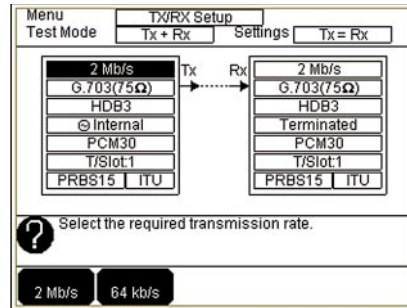 Menu TX/RX Setup
Test Mode Tx + Rx Settings Tx = Rx
2 Mb/s Tx Rx 2 Mb/s
G.703(75Ω) G.703(75Ω)
HDB3 HDB3
Internal Terminated
PCM30 PCM30
T/Slot:1 T/Slot:1
PRBS15 ITU PRBS15 ITU
? Select the required transmission rate.
2 Mb/s 64 kb/s